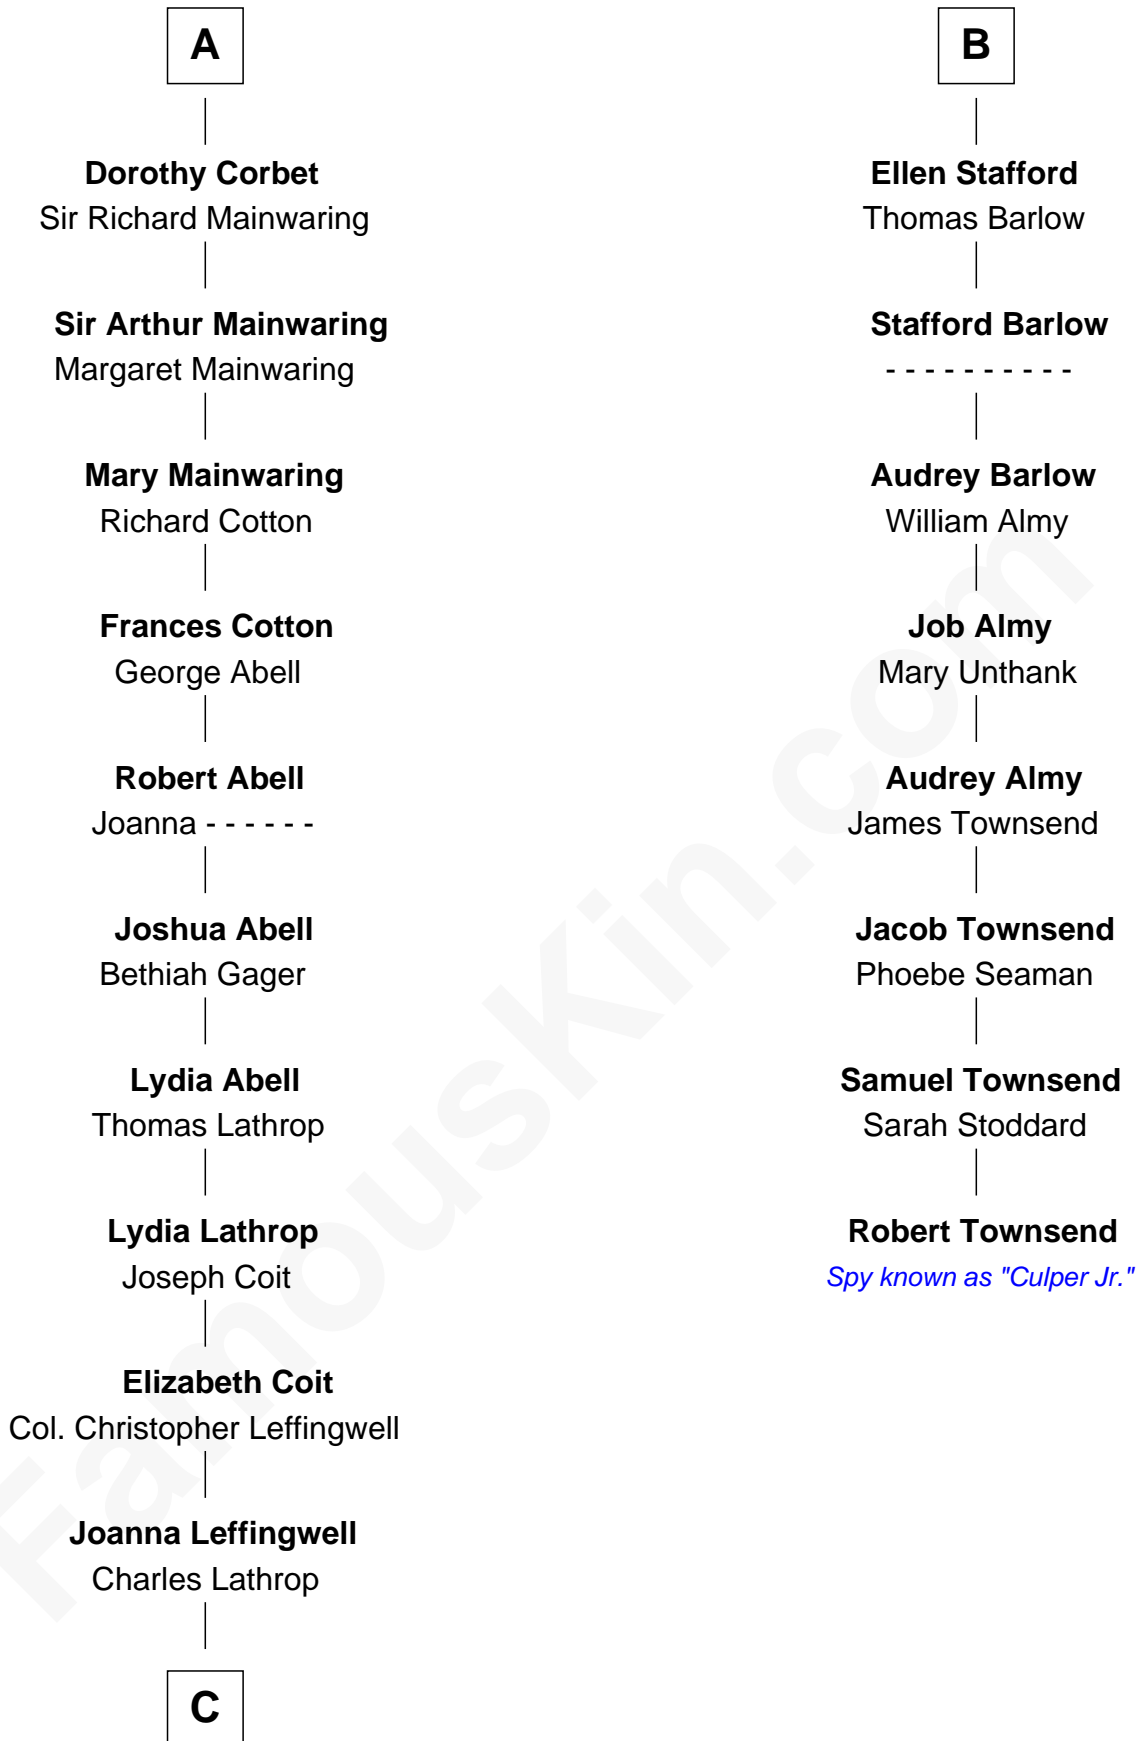 A
Dorothy Corbet
Sir Richard Mainwaring
Sir Arthur Mainwaring
Margaret Mainwaring
Mary Mainwaring
Richard Cotton
Frances Cotton
George Abell
Robert Abell
Joanna - - - - - -
Joshua Abell
Bethiah Gager
Lydia Abell
Thomas Lathrop
Lydia Lathrop
Joseph Coit
Elizabeth Coit
Col. Christopher Leffingwell
Joanna Leffingwell
Charles Lathrop
C
B
Ellen Stafford
Thomas Barlow
Stafford Barlow
- - - - - - - - - -
Audrey Barlow
William Almy
Job Almy
Mary Unthank
Audrey Almy
James Townsend
Jacob Townsend
Phoebe Seaman
Samuel Townsend
Sarah Stoddard
Robert Townsend
Spy known as "Culper Jr."
FamousKin.com